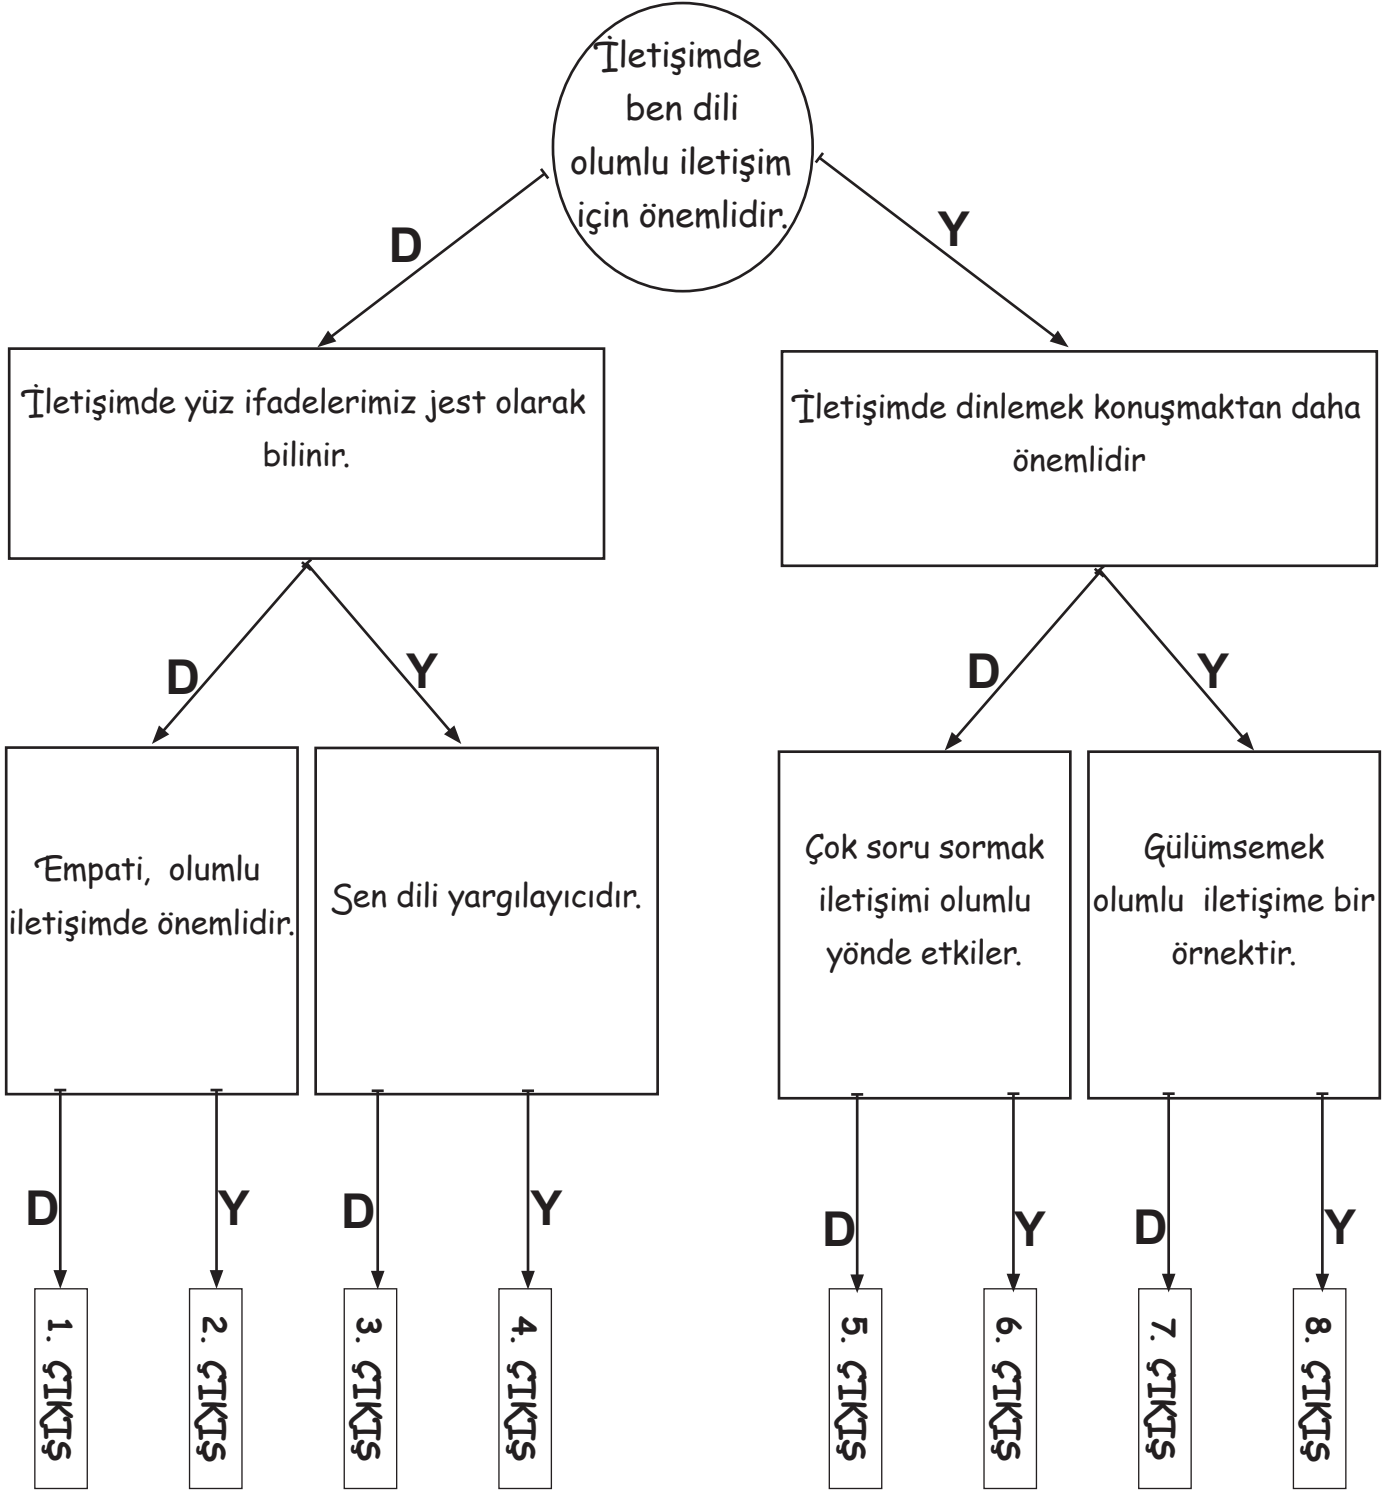 İletişimde
ben dili
olumlu iletişim
için önemlidir.
D
Y
İletişimde yüz ifadelerimiz jest olarak
bilinir.
İletişimde dinlemek konuşmaktan daha
önemlidir
D
Y
D
Y
Empati, olumlu
iletişimde önemlidir.
Sen dili yargılayıcıdır.
Çok soru sormak
iletişimi olumlu
yönde etkiler.
Gülümsemek
olumlu iletişime bir
örnektir.
D
Y
D
Y
D
Y
D
Y
1. ÇIKIŞ
2. ÇIKIŞ
3. ÇIKIŞ
4. ÇIKIŞ
5. ÇIKIŞ
6. ÇIKIŞ
7. ÇIKIŞ
8. ÇIKIŞ